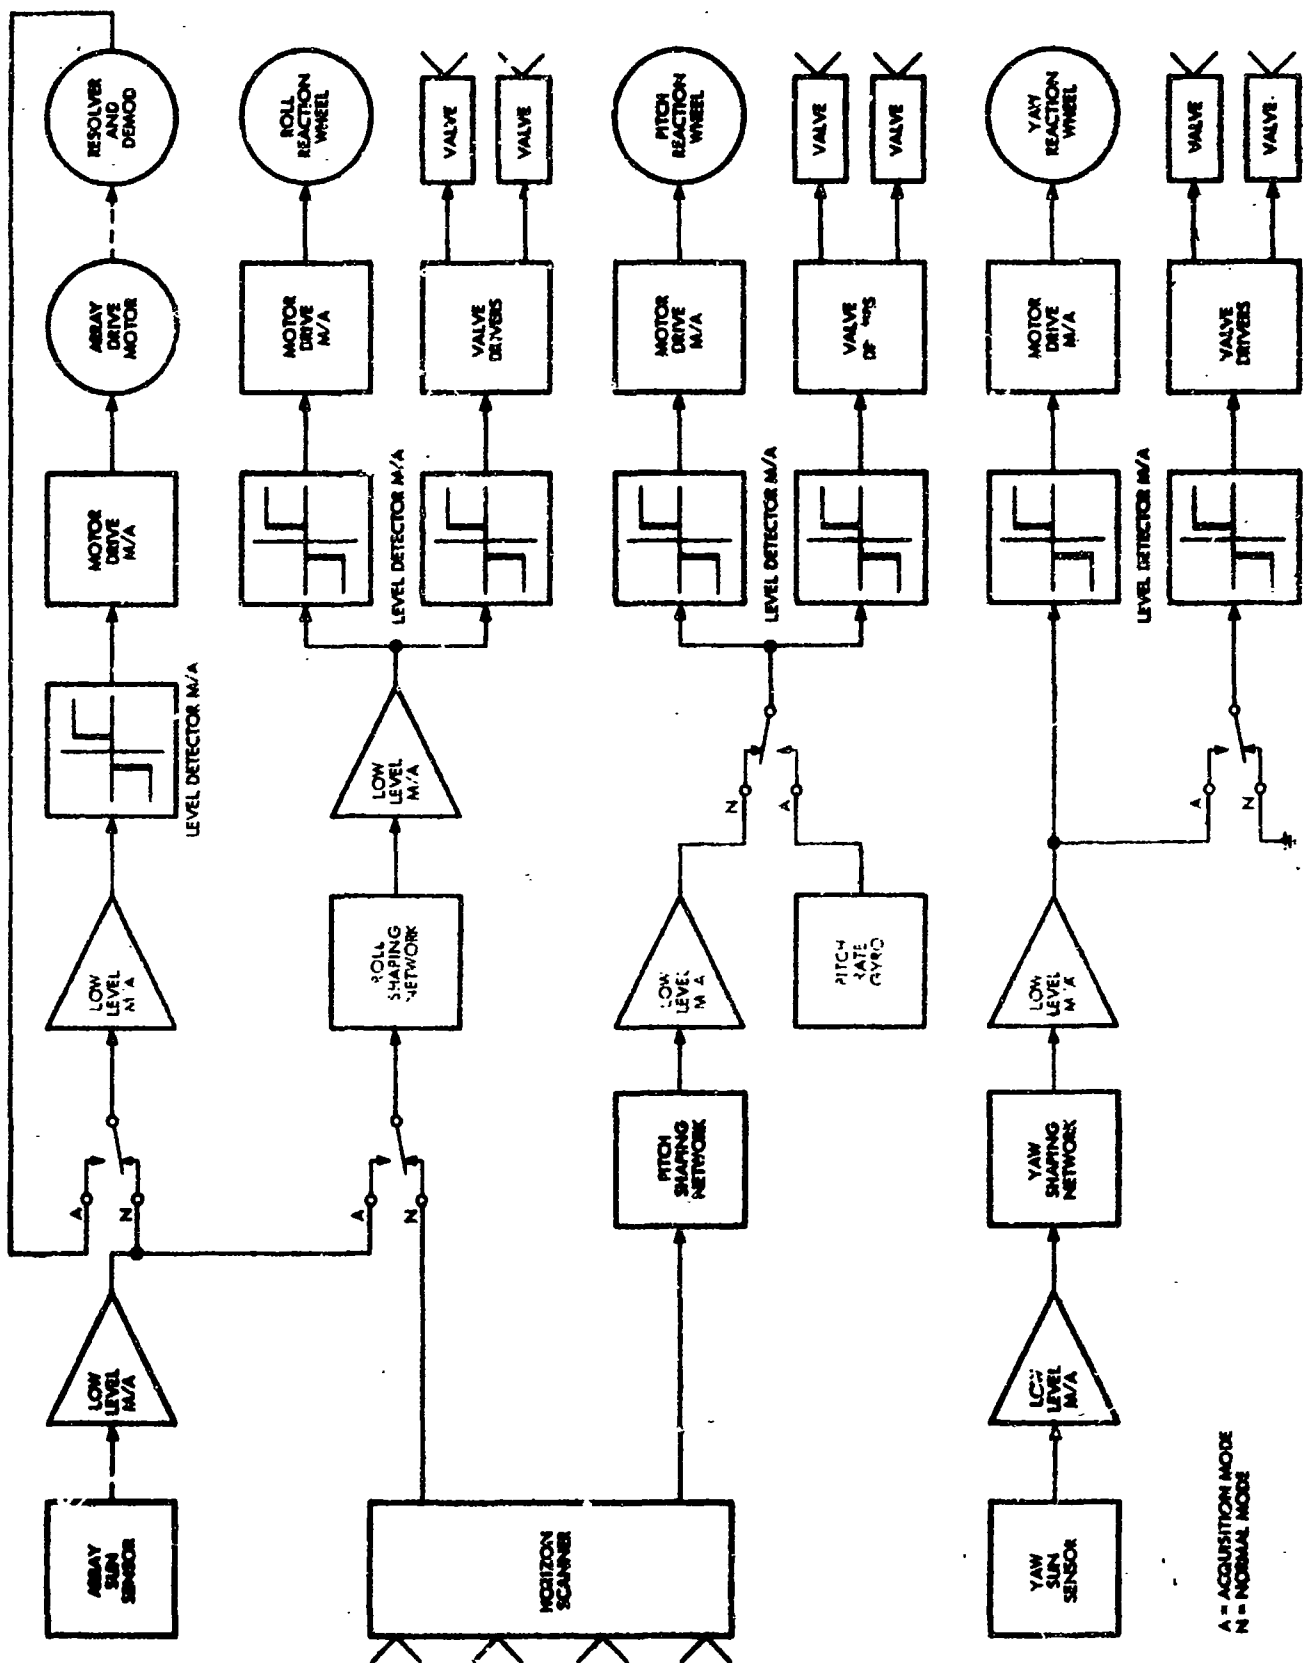 RESOLVER
AND
DEMOD
ARRAY
DRIVE
MOTOR
MOTOR
DRIVE
M/A
LEVEL DETECTOR M/A
LOW
LEVEL
M/A
A
N
LOW
LEVEL
M/A
ARRAY
SUN
SENSOR
ROLL
REACTION
WHEEL
VALVE
VALVE
MOTOR
DRIVE
M/A
VALVE
DRIVERS
LEVEL DETECTOR M/A
LOW
LEVEL
M/A
ROLL
SHAPING
NETWORK
A
N
HORIZON
SCANNER
PITCH
REACTION
WHEEL
VALVE
VALVE
MOTOR
DRIVE
M/A
VALVE
LEVEL DETECTOR M/A
N
A
LOW
LEVEL
M/A
PITCH
RATE
GYRO
PITCH
SHAPING
NETWORK
YAW
REACTION
WHEEL
VALVE
VALVE
MOTOR
DRIVE
M/A
VALVE
DRIVERS
LEVEL DETECTOR M/A
A
N
LOW
LEVEL
M/A
YAW
SHAPING
NETWORK
LOW
LEVEL
M/A
YAW
SUN
SENSOR
A = ACQUISITION MODE
N = NORMAL MODE